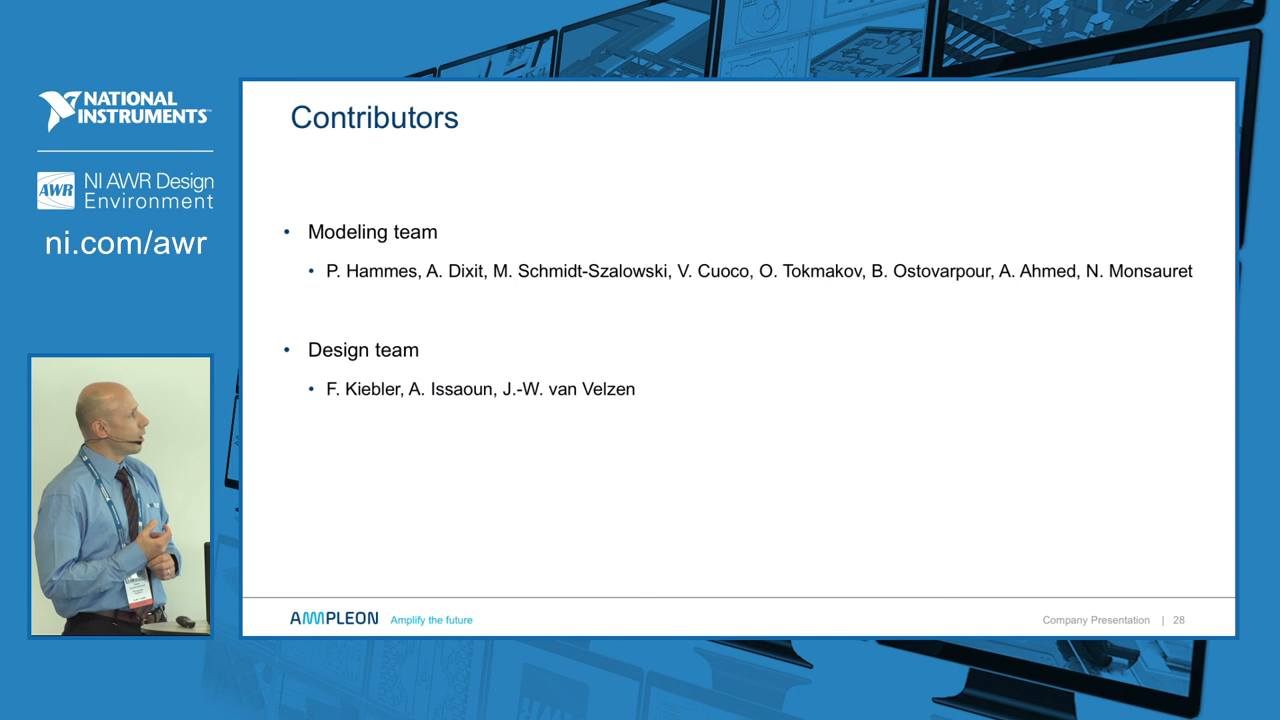 NATIONAL
INSTRUMENTS™
AWR
NI AWR Design
Environment
ni.com/awr
Contributors
• Modeling team
• P. Hammes, A. Dixit, M. Schmidt-Szalowski, V. Cuoco, O. Tokmakov, B. Ostovarpour, A. Ahmed, N. Monsauret
• Design team
• F. Kiebler, A. Issaoun, J.-W. van Velzen
AMPLEON Amplify the future
Company Presentation | 28